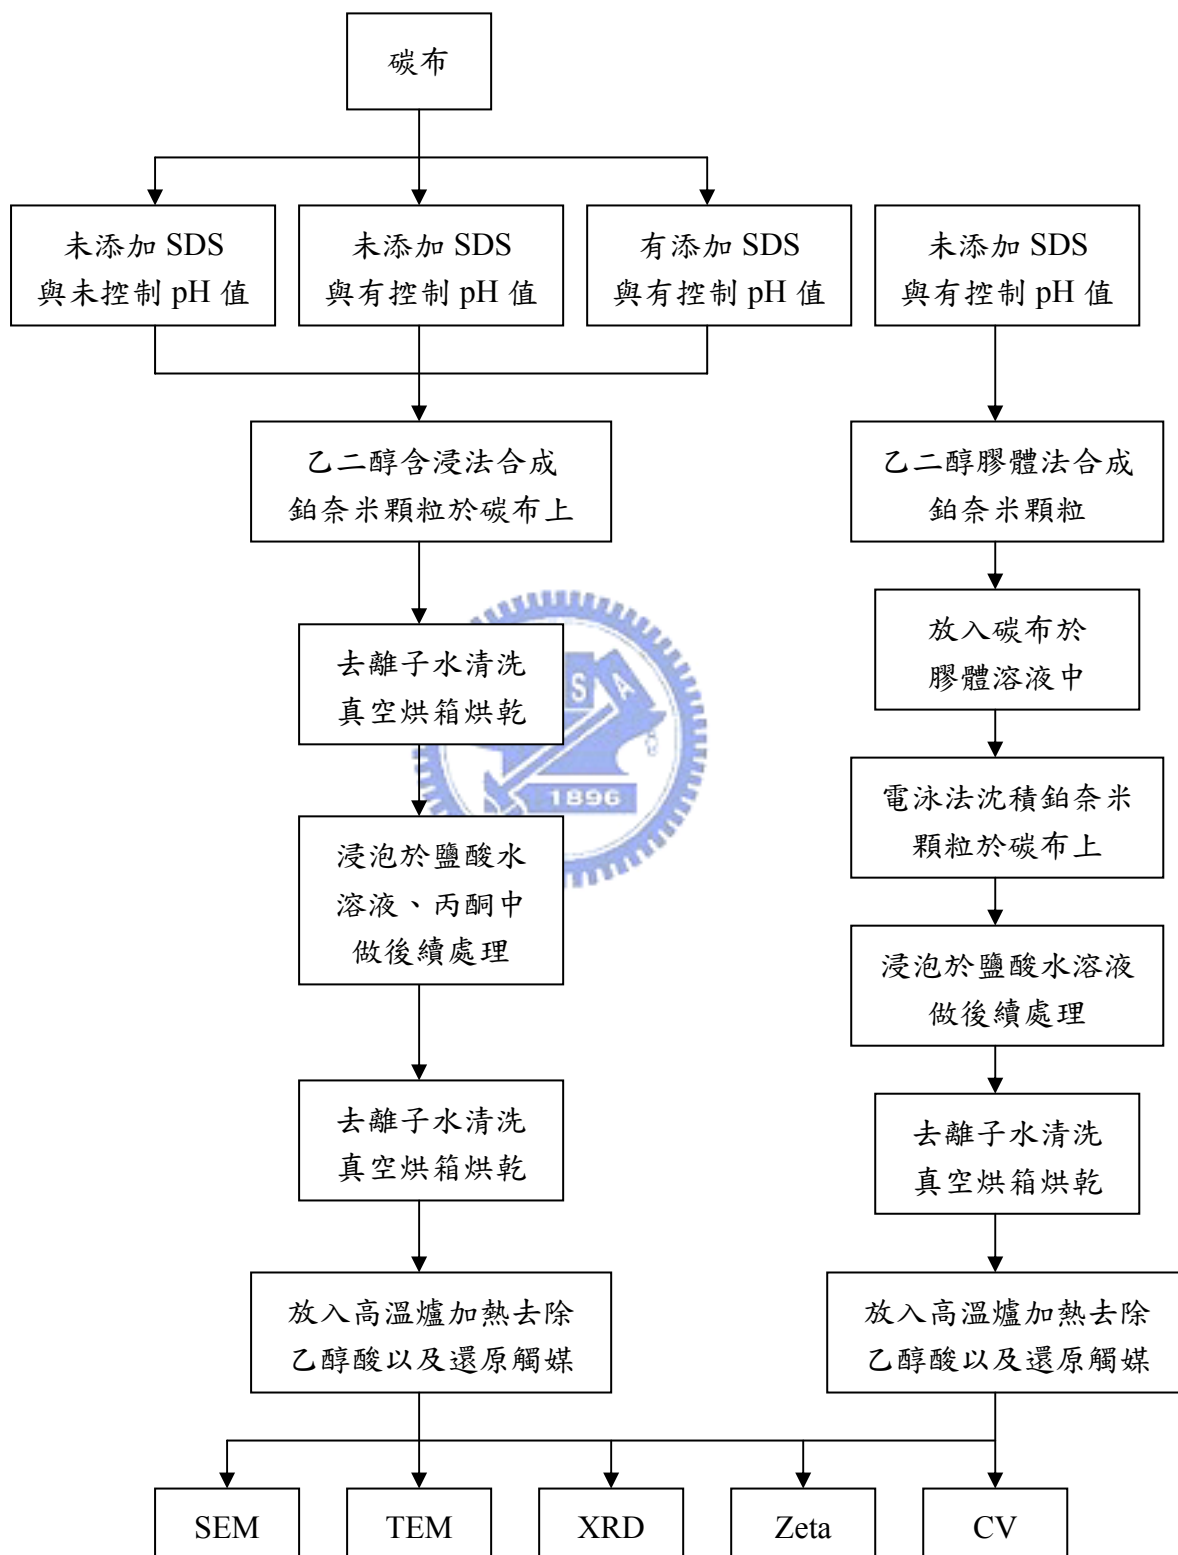 碳布
未添加 SDS
與未控制 pH 值
未添加 SDS
與有控制 pH 值
有添加 SDS
與有控制 pH 值
未添加 SDS
與有控制 pH 值
乙二醇含浸法合成
鉑奈米顆粒於碳布上
乙二醇膠體法合成
鉑奈米顆粒
放入碳布於
膠體溶液中
去離子水清洗
真空烘箱烘乾
電泳法沈積鉑奈米
顆粒於碳布上
1896
浸泡於鹽酸水
溶液、丙酮中
做後續處理
浸泡於鹽酸水溶液
做後續處理
去離子水清洗
真空烘箱烘乾
去離子水清洗
真空烘箱烘乾
放入高溫爐加熱去除
乙醇酸以及還原觸媒
放入高溫爐加熱去除
乙醇酸以及還原觸媒
SEM
TEM
XRD
Zeta
CV